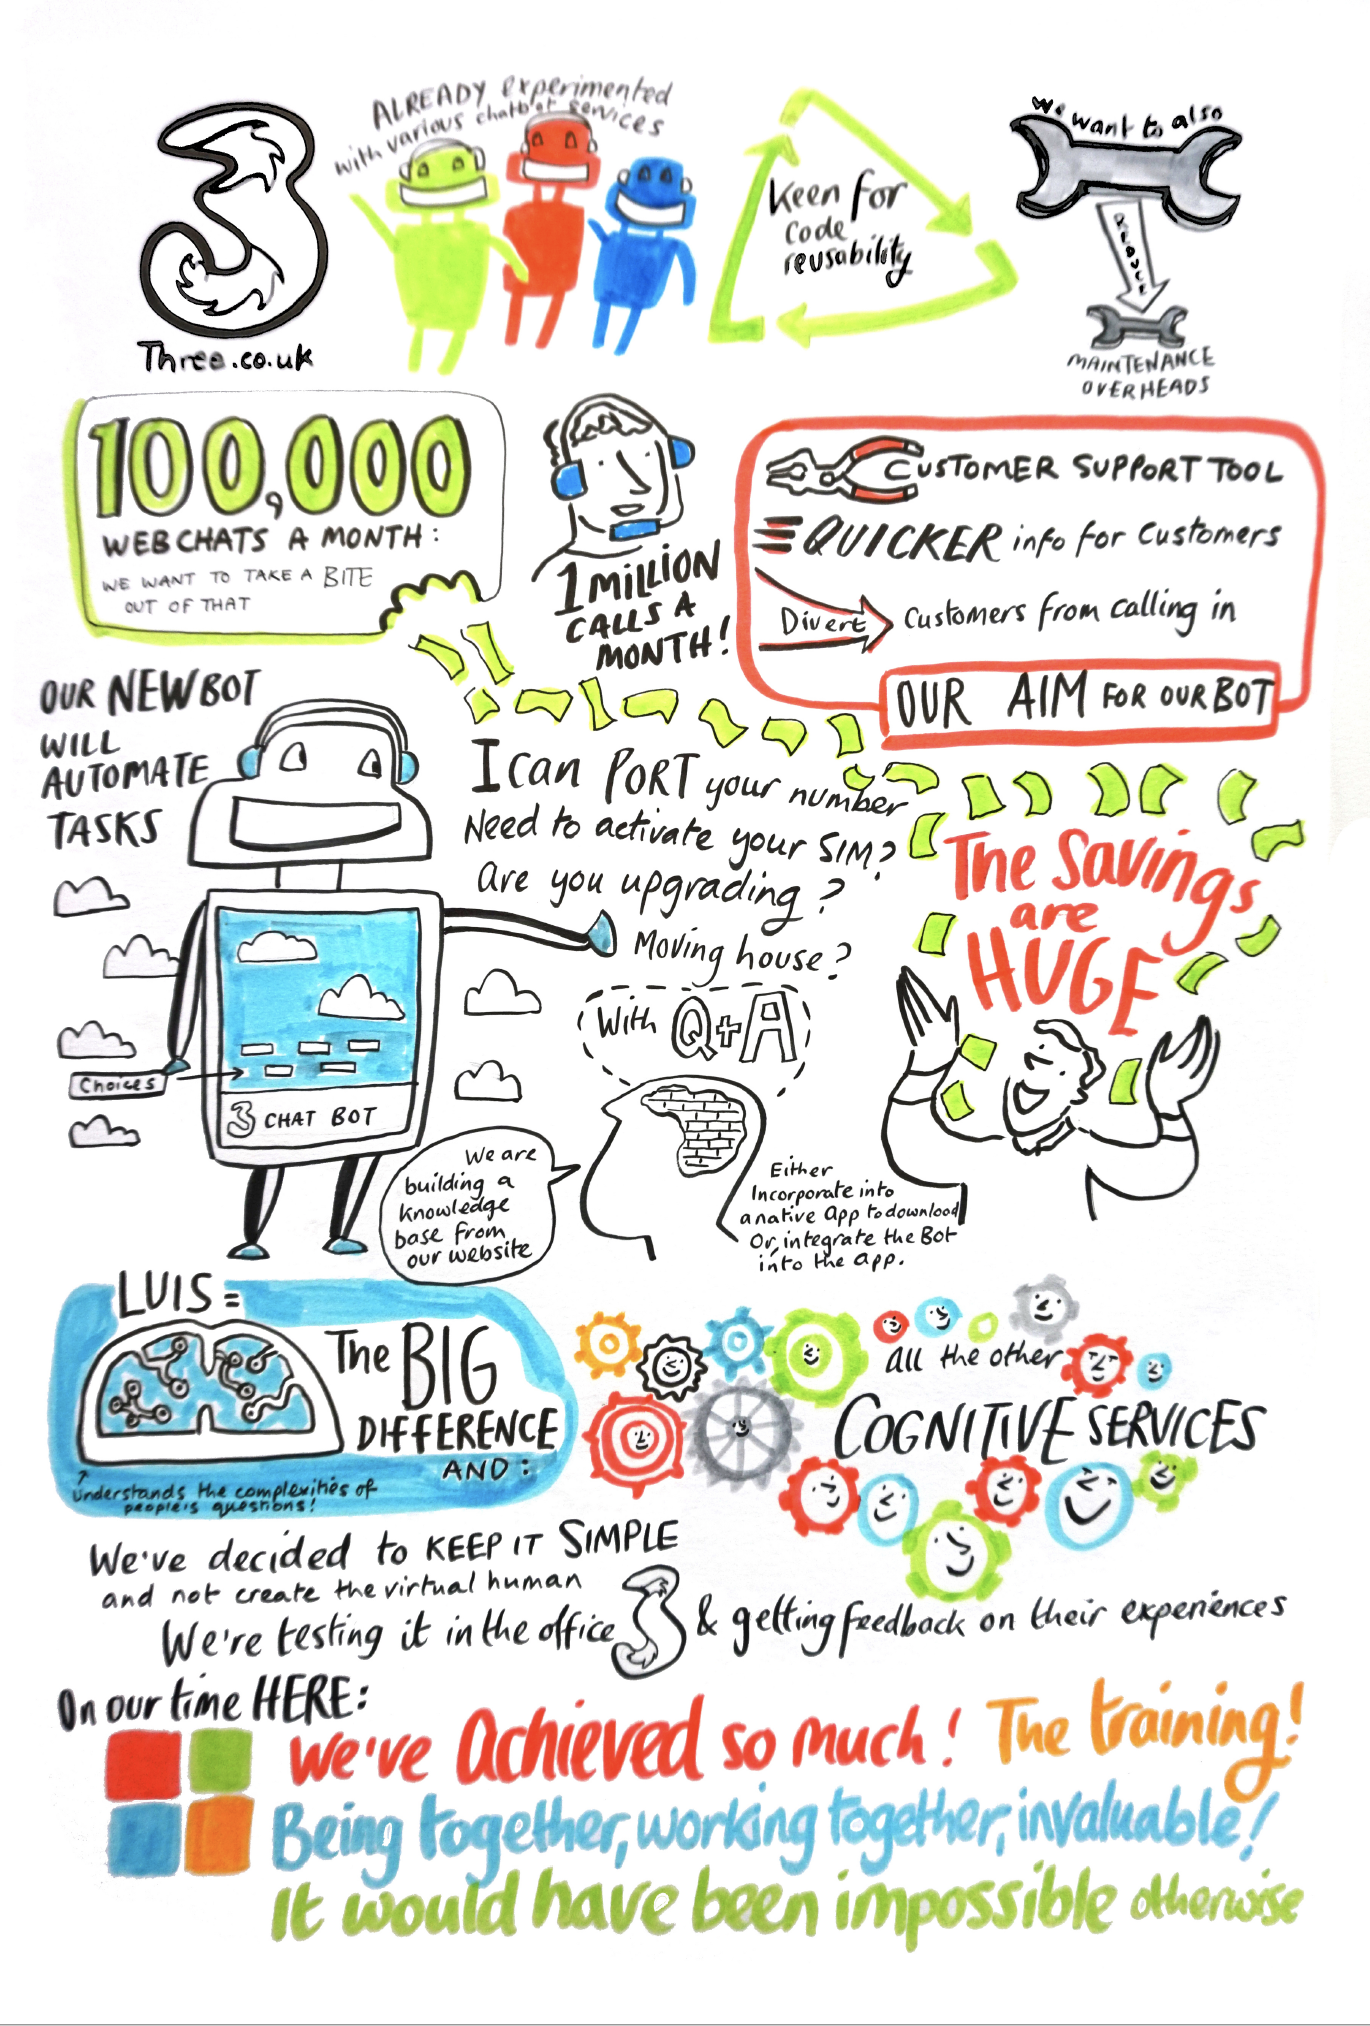 ALREADY experimented
with various chatbot services
Three.co.uk
Keen for
code
reusability
We want to also
REDUCE
MAINTENANCE
OVERHEADS
100,000
WEBCHATS A MONTH:
WE WANT TO TAKE A BITE
OUT OF THAT
1 MILLION
CALLS A
MONTH!
CUSTOMER SUPPORT TOOL
QUICKER info for Customers
Divert Customers from calling in
OUR AIM FOR OUR BOT
OUR NEW BOT
WILL
AUTOMATE
TASKS
Choices
3 CHAT BOT
I can PORT your number
Need to activate your SIM?
Are you upgrading?
Moving house?
With Q+A
We are
building a
knowledge
base from
our website
Either
Incorporate into
a native App to download
Or, integrate the Bot
into the app.
The Savings
are
HUGE
LUIS =
The BIG
DIFFERENCE
AND:
understands the complexities of
people's questions!
all the other
COGNITIVE SERVICES
We've decided to KEEP IT SIMPLE
and not create the virtual human
We're testing it in the office 3 & getting feedback on their experiences
On our time HERE:
We've Achieved so much! The training!
Being together, working together, invaluable!
It would have been impossible otherwise